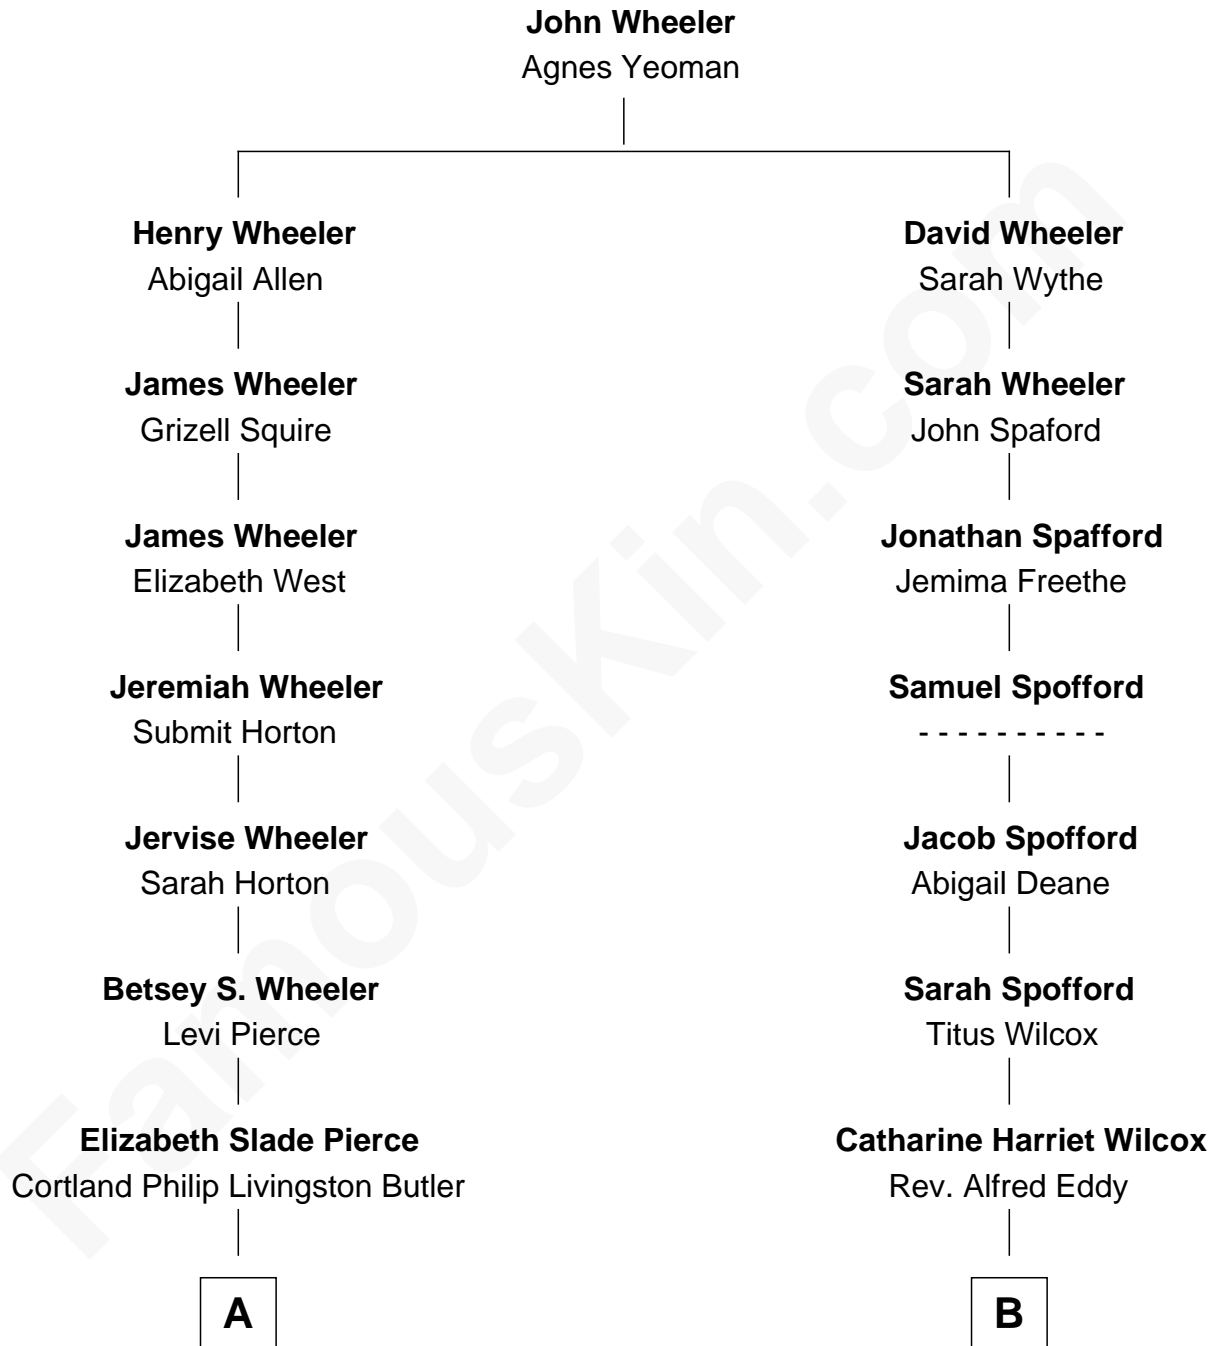 John Wheeler
Agnes Yeoman
Henry Wheeler
Abigail Allen
David Wheeler
Sarah Wythe
James Wheeler
Grizell Squire
Sarah Wheeler
John Spaford
James Wheeler
Elizabeth West
Jonathan Spafford
Jemima Freethe
Jeremiah Wheeler
Submit Horton
Samuel Spofford
- - - - - - - - - -
Jervise Wheeler
Sarah Horton
Jacob Spofford
Abigail Deane
Betsey S. Wheeler
Levi Pierce
Sarah Spofford
Titus Wilcox
Elizabeth Slade Pierce
Cortland Philip Livingston Butler
Catharine Harriet Wilcox
Rev. Alfred Eddy
A
B
FamousKin.com